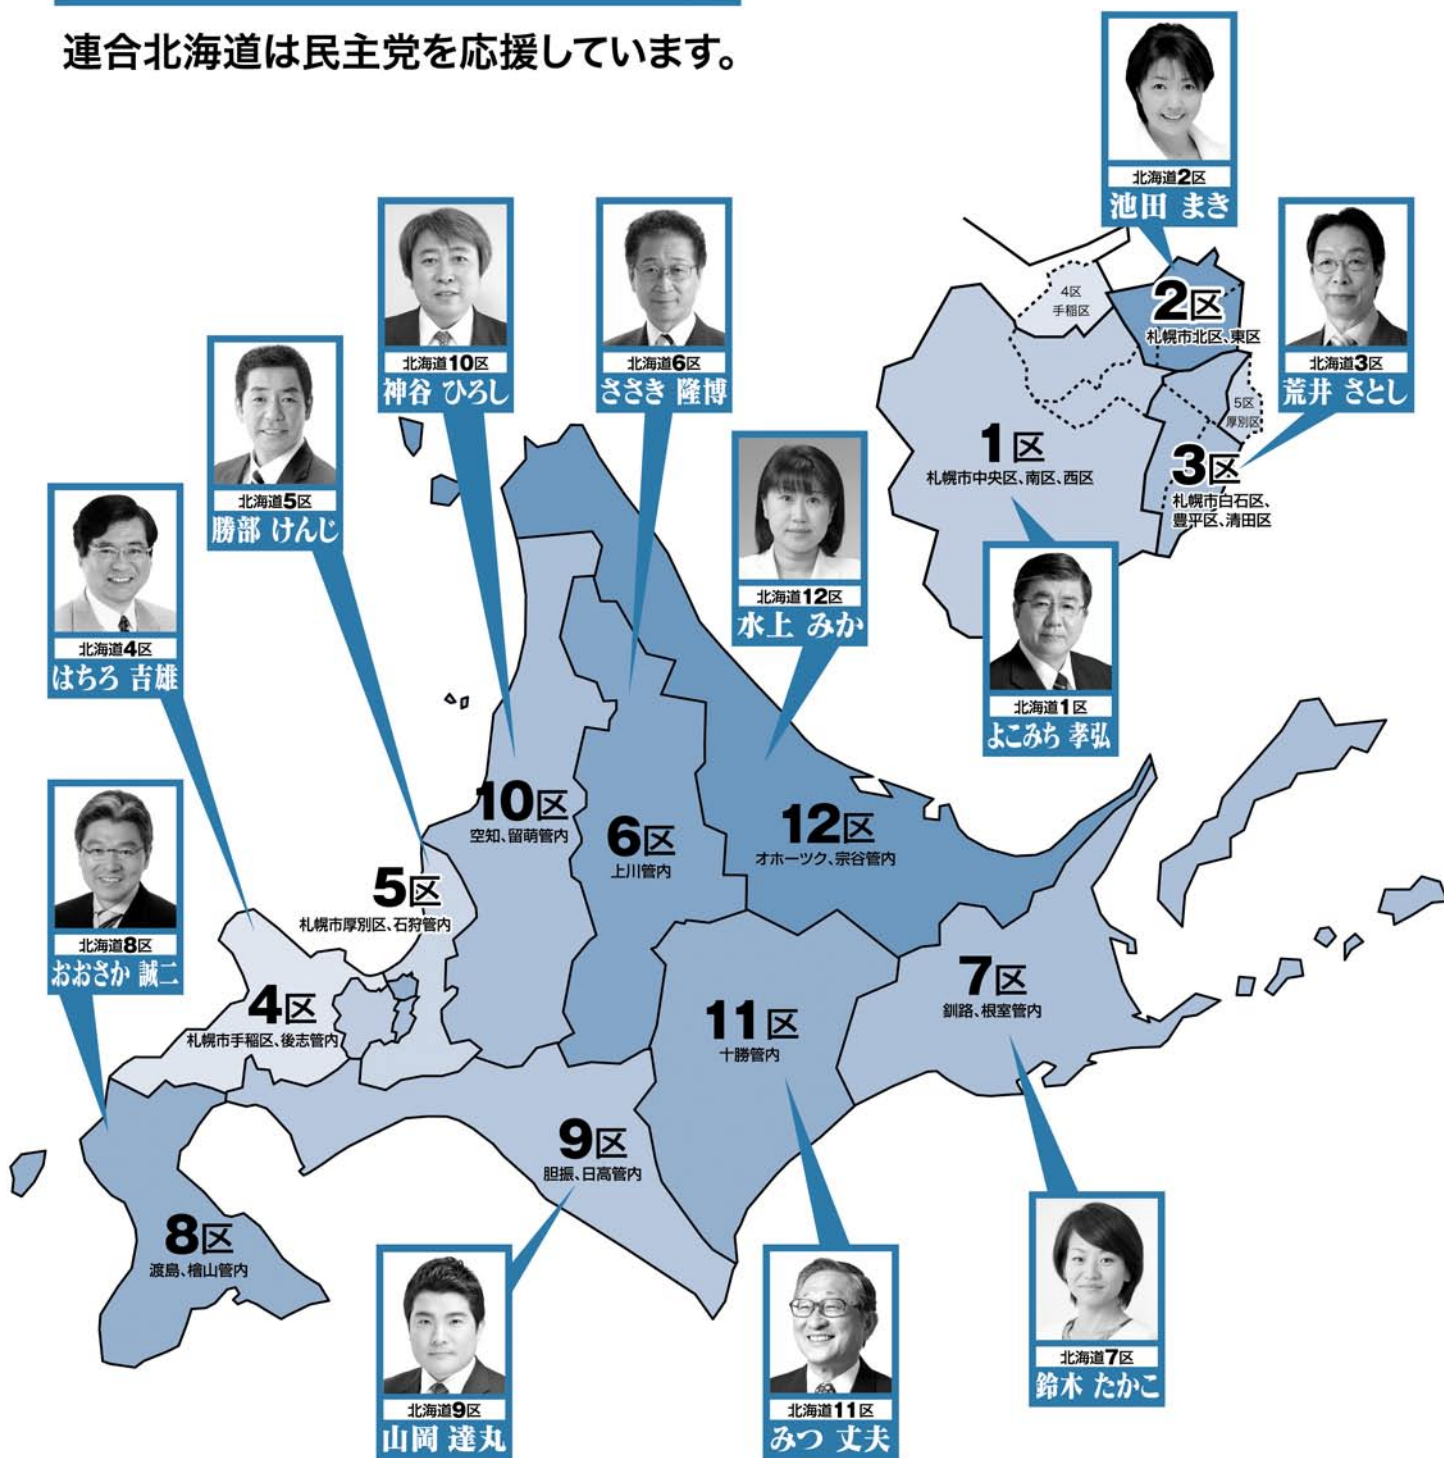 連合北海道は民主党を応援しています。
北海道2区
池田 まき
北海道10区
神谷 ひろし
北海道6区
ささき 隆博
北海道3区
荒井 さとし
4区
手稲区
2区
札幌市北区、東区
5区
厚別区
1区
札幌市中央区、南区、西区
3区
札幌市白石区、
豊平区、清田区
北海道5区
勝部 けんじ
北海道12区
水上 みか
北海道4区
はちろ 吉雄
北海道1区
よこみち 孝弘
10区
空知、留萌管内
6区
上川管内
12区
オホーツク、宗谷管内
5区
札幌市厚別区、石狩管内
北海道8区
おおさか 誠二
4区
札幌市手稲区、後志管内
11区
十勝管内
7区
釧路、根室管内
9区
胆振、日高管内
8区
渡島、檜山管内
北海道9区
山岡 達丸
北海道11区
みつ 丈夫
北海道7区
鈴木 たかこ